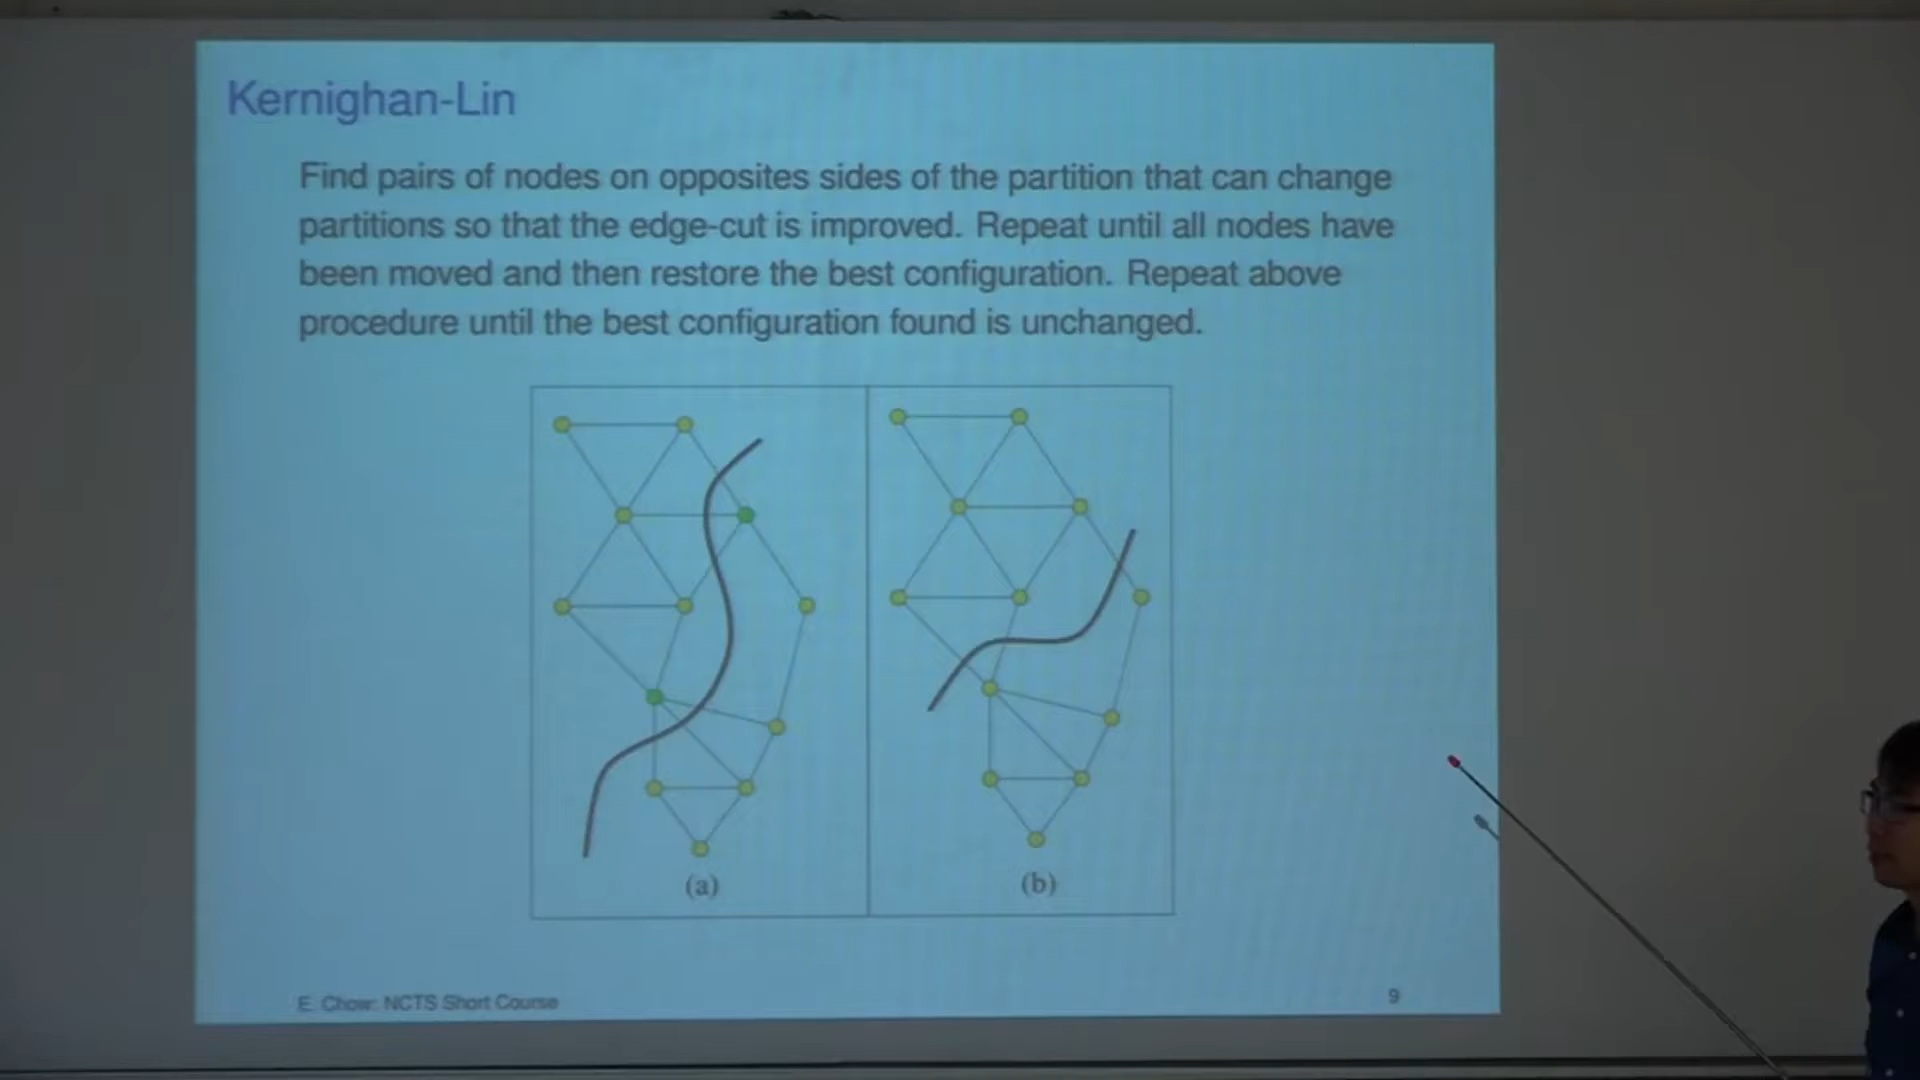 Kernighan-Lin
Find pairs of nodes on opposites sides of the partition that can change
partitions so that the edge-cut is improved. Repeat until all nodes have
been moved and then restore the best configuration. Repeat above
procedure until the best configuration found is unchanged.
(a)
(b)
E. Chow: NCTS Short Course
9